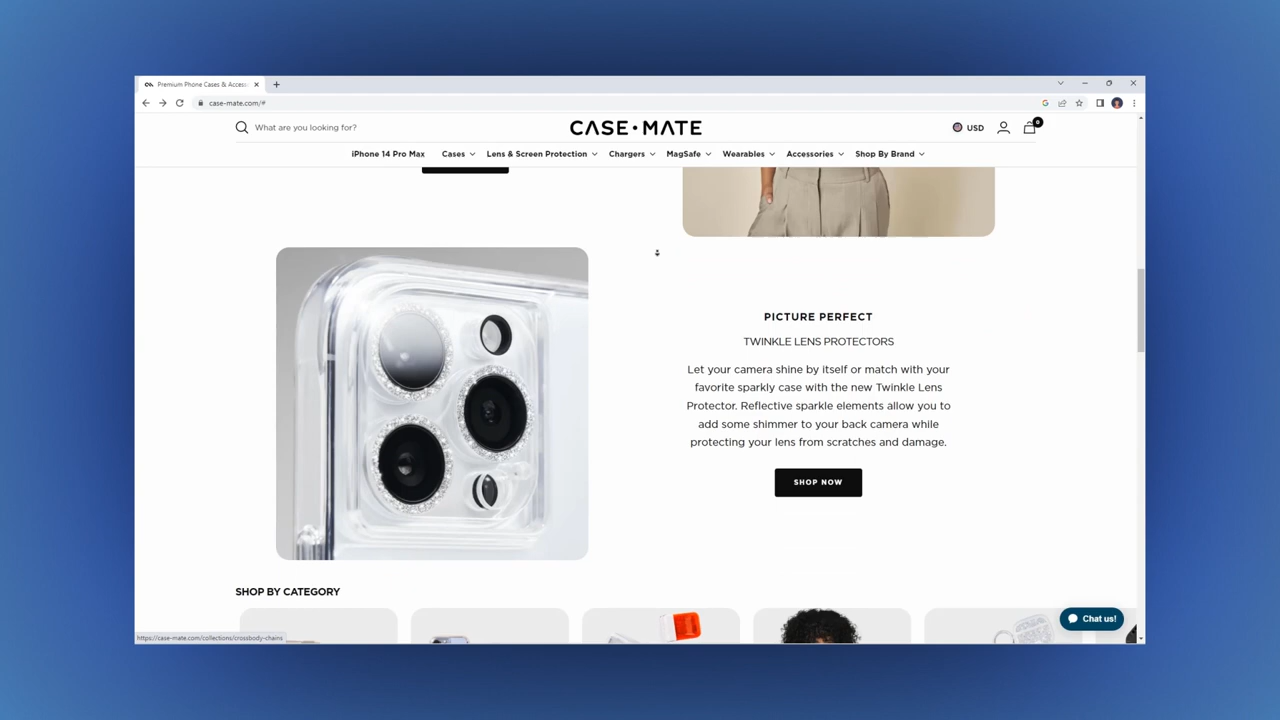 Premium Phone Cases & Access
case-mate.com/#
What are you looking for?
CASE•MATE
USD
0
iPhone 14 Pro Max Cases Lens & Screen Protection Chargers MagSafe Wearables Accessories Shop By Brand
PICTURE PERFECT
TWINKLE LENS PROTECTORS
Let your camera shine by itself or match with your
favorite sparkly case with the new Twinkle Lens
Protector. Reflective sparkle elements allow you to
add some shimmer to your back camera while
protecting your lens from scratches and damage.
SHOP NOW
SHOP BY CATEGORY
Chat us!
https://case-mate.com/collections/crossbody-chains